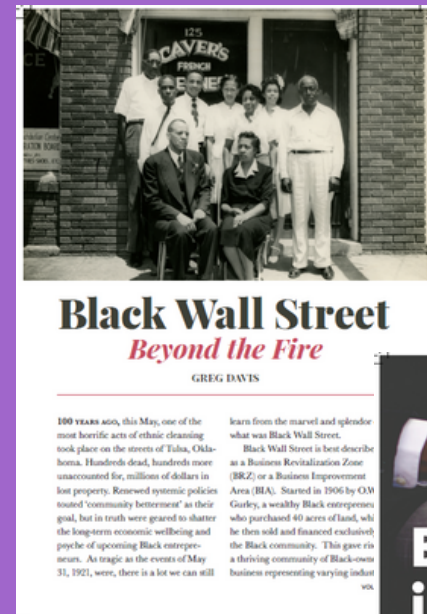 125
CAVER'S
FRENCH
CLEANERS
Black Wall Street
Beyond the Fire
GREG DAVIS
100 YEARS AGO, this May, one of the
most horrific acts of ethnic cleansing
took place on the streets of Tulsa, Okla-
homa. Hundreds dead, hundreds more
unaccounted for, millions of dollars in
lost property. Renewed systemic policies
touted 'community betterment' as their
goal, but in truth were geared to shatter
the long-term economic wellbeing and
psyche of upcoming Black entrepre-
neurs. As tragic as the events of May
31, 1921, were, there is a lot we can still
learn from the marvel and splendor
what was Black Wall Street.
Black Wall Street is best describe
as a Business Revitalization Zone
(BRZ) or a Business Improvement
Area (BIA). Started in 1906 by O.W
Gurley, a wealthy Black entrepreneu
who purchased 40 acres of land, whi
he then sold and financed exclusively
the Black community. This gave ris
a thriving community of Black-own
business representing varying indust
VOL